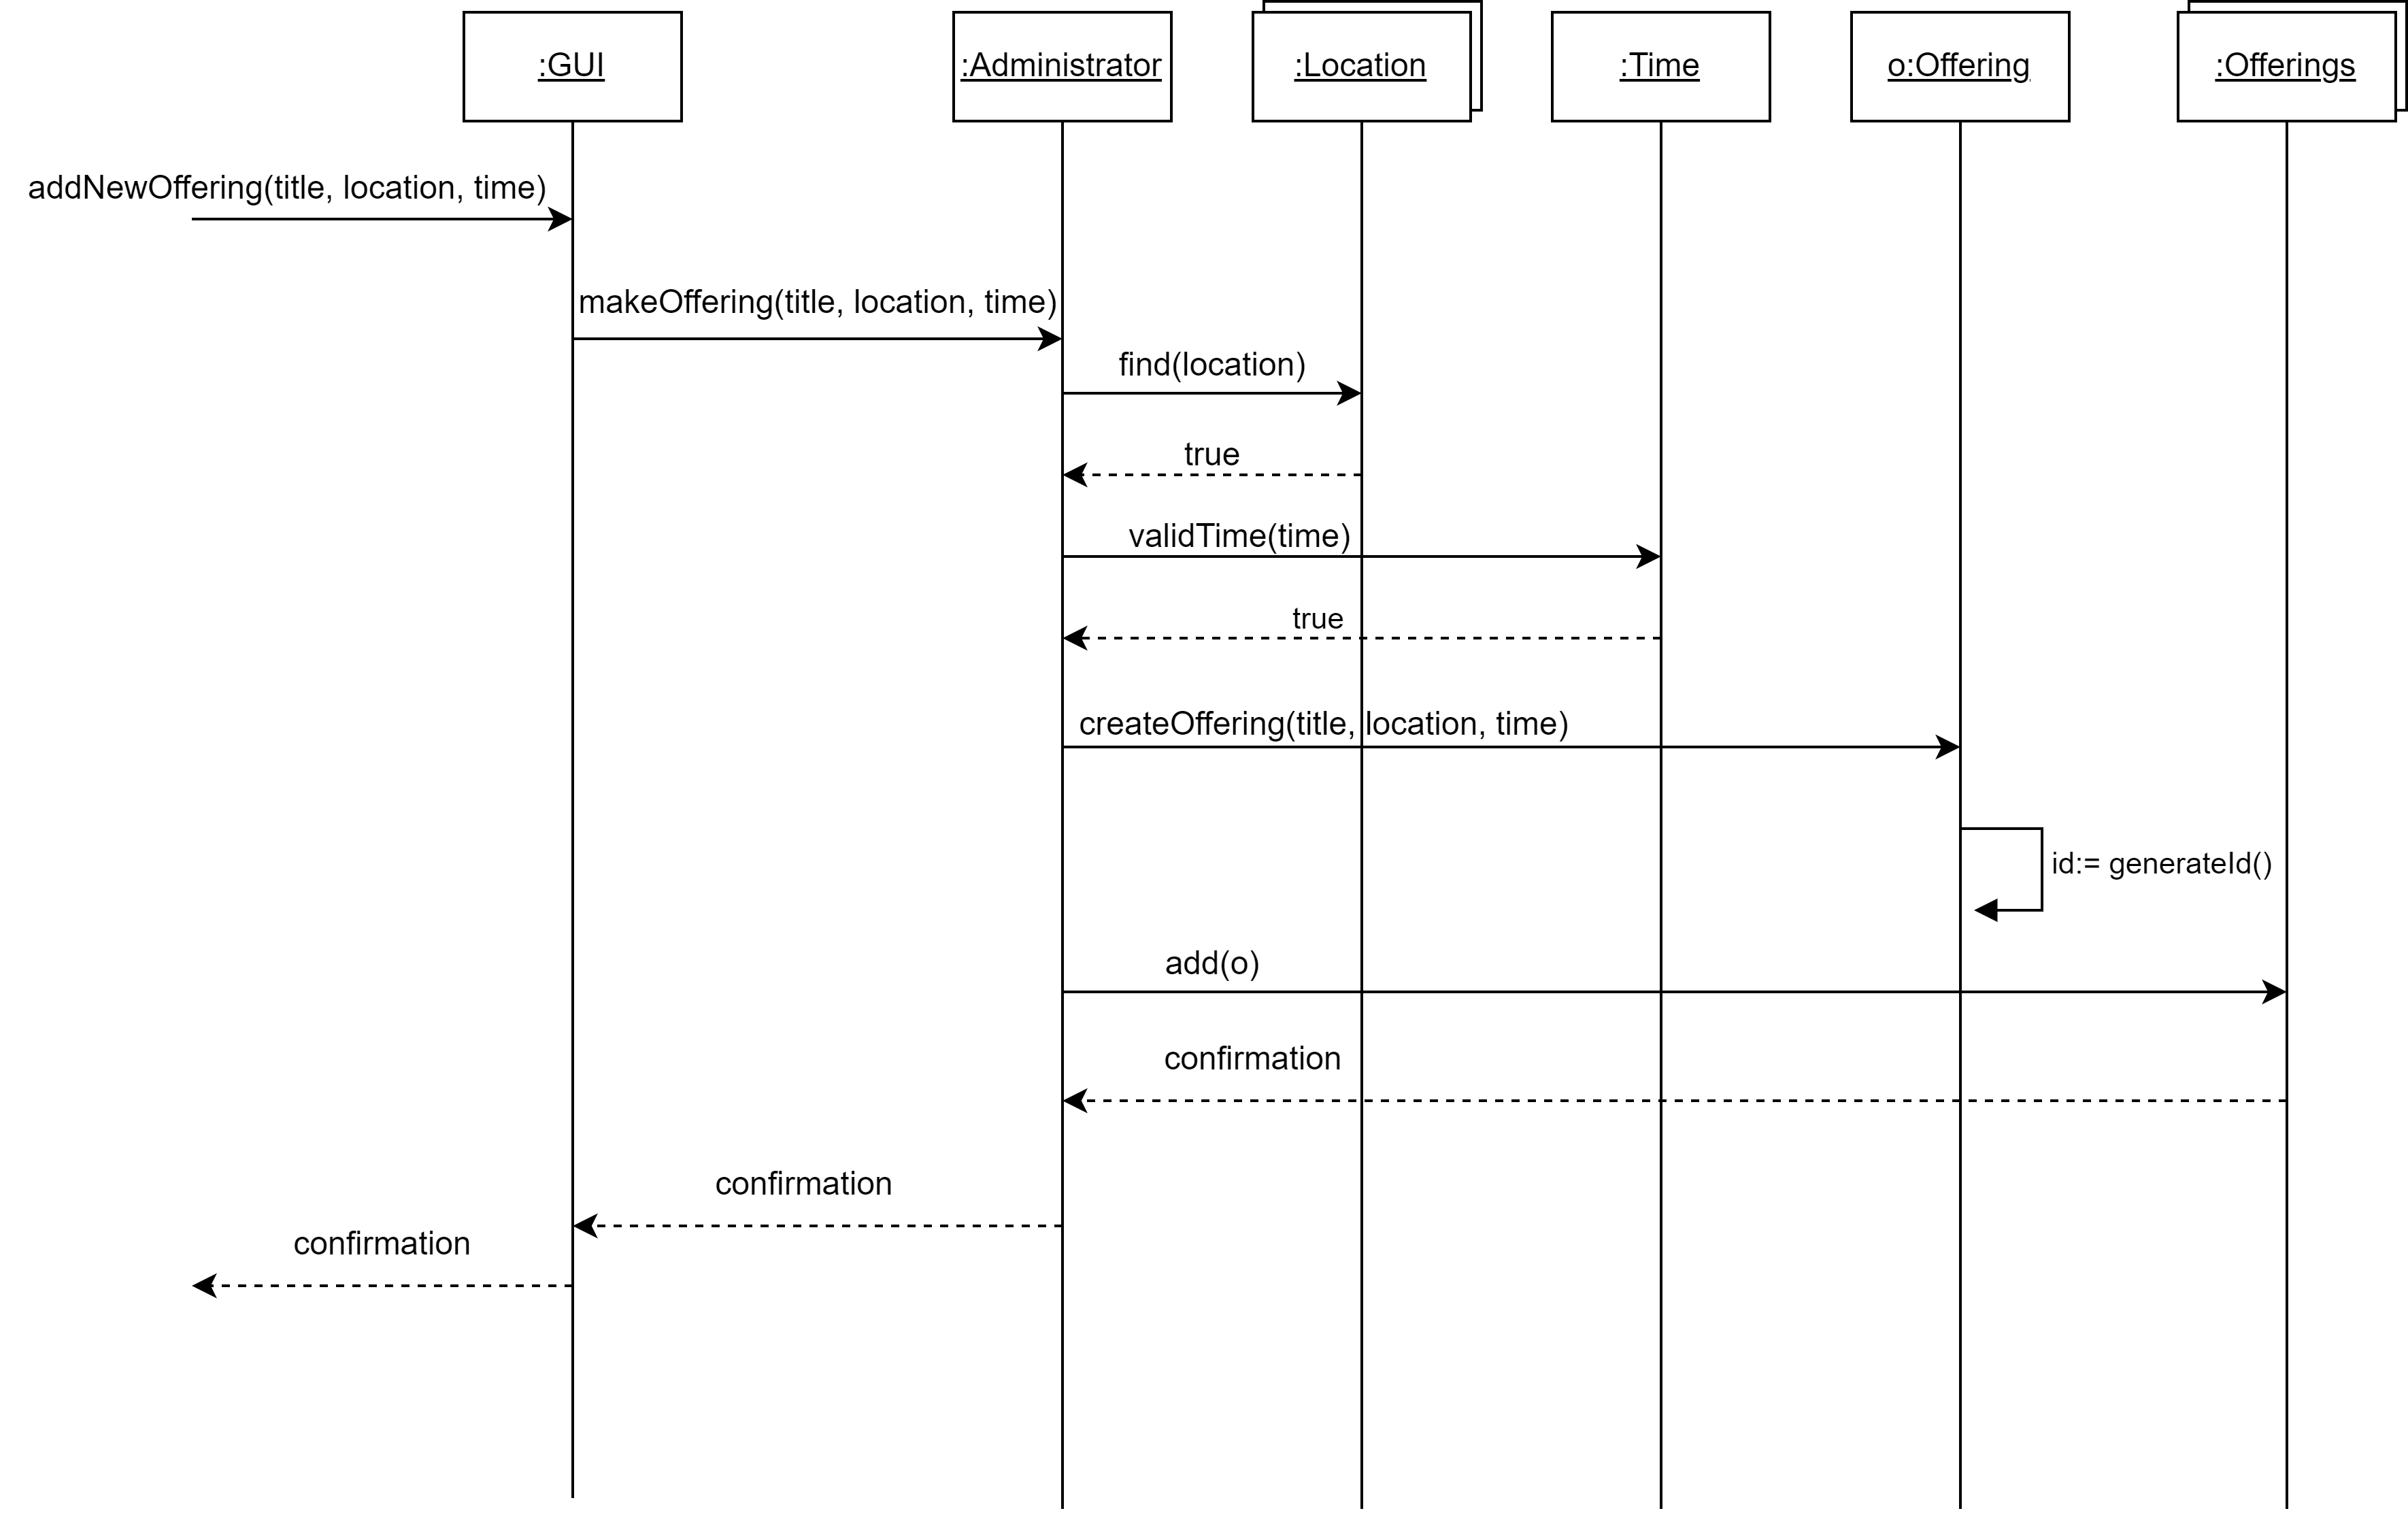 :GUI
:Administrator
:Location
:Time
o:Offering
:Offerings
addNewOffering(title, location, time)
makeOffering(title, location, time)
find(location)
true
validTime(time)
true
createOffering(title, location, time)
id:= generateId()
add(o)
confirmation
confirmation
confirmation